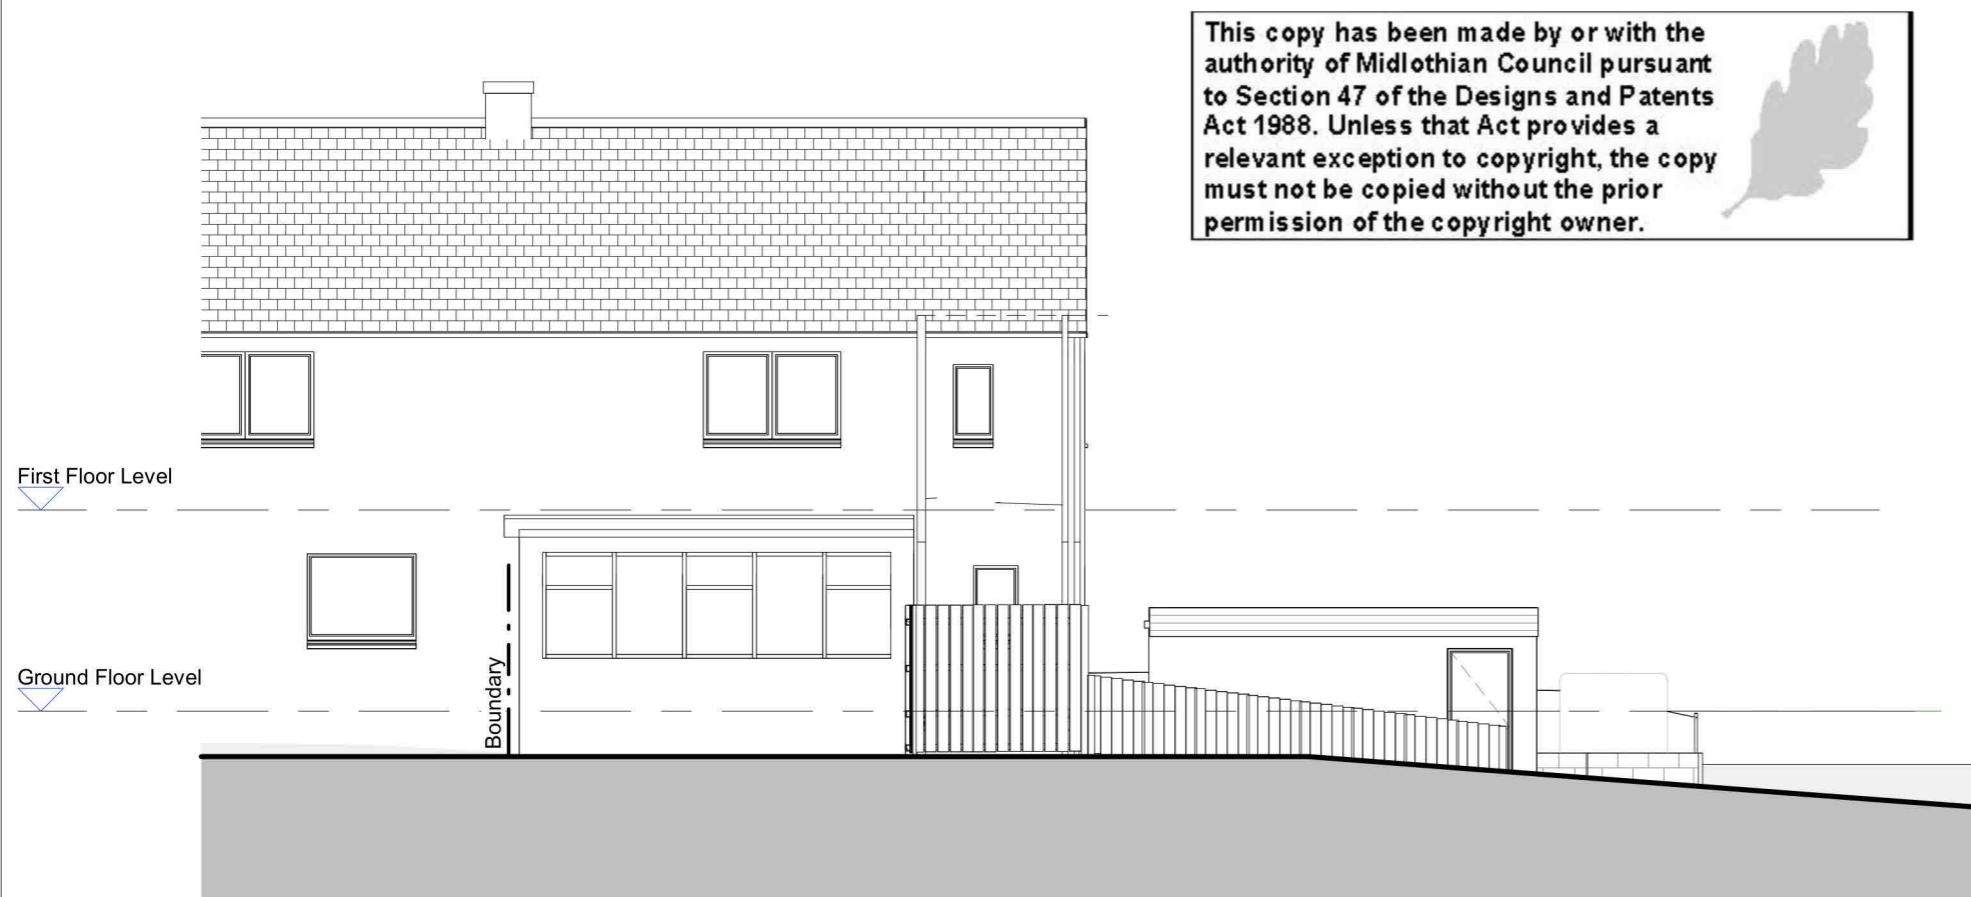 This copy has been made by or with the
authority of Midlothian Council pursuant
to Section 47 of the Designs and Patents
Act 1988. Unless that Act provides a
relevant exception to copyright, the copy
must not be copied without the prior
permission of the copyright owner.
First Floor Level
Ground Floor Level
Boundary